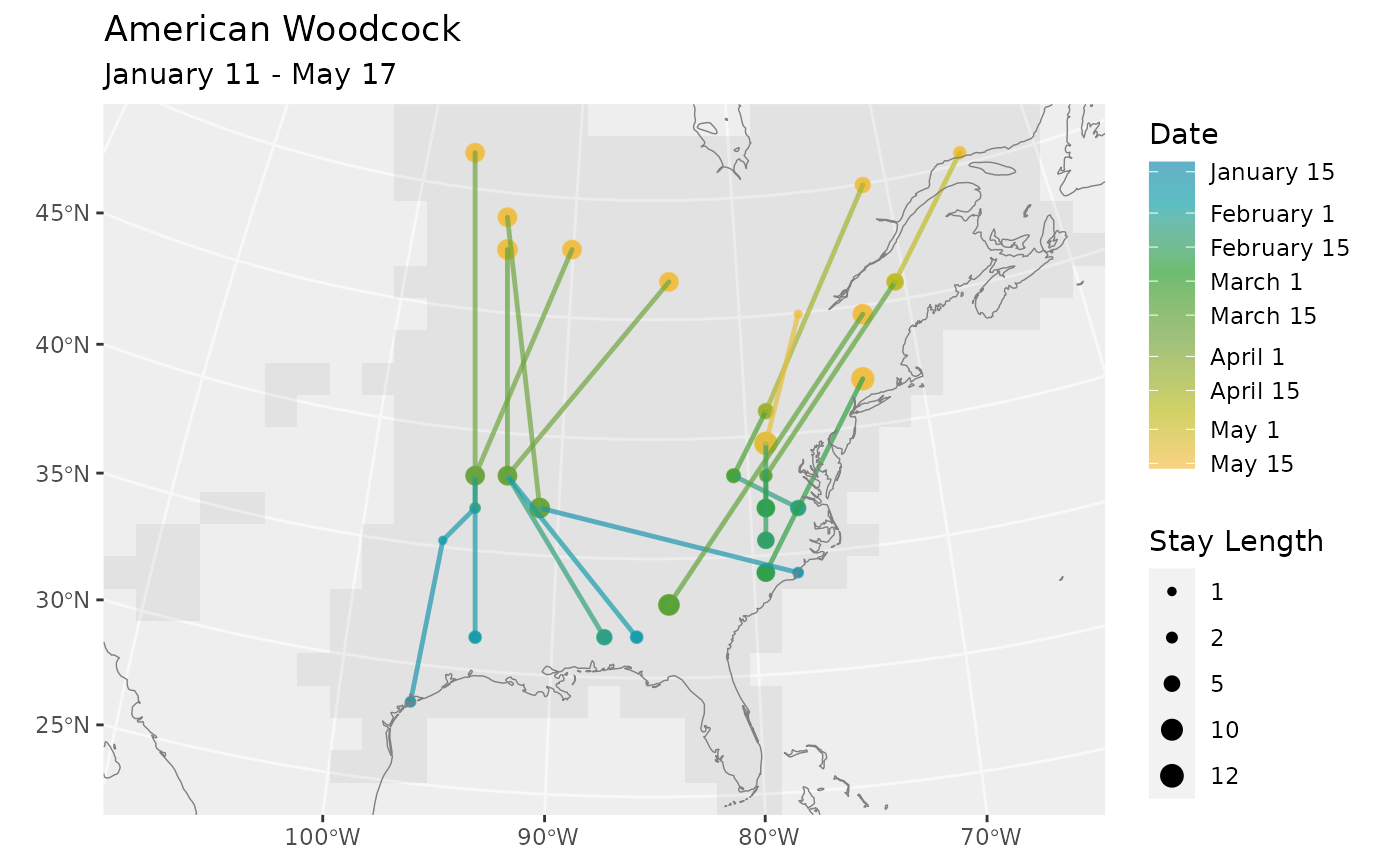 American Woodcock
January 11 - May 17
45°N
40°N
35°N
30°N
25°N
100°W
90°W
80°W
70°W
Date
January 15
February 1
February 15
March 1
March 15
April 1
April 15
May 1
May 15
Stay Length
1
2
5
10
12